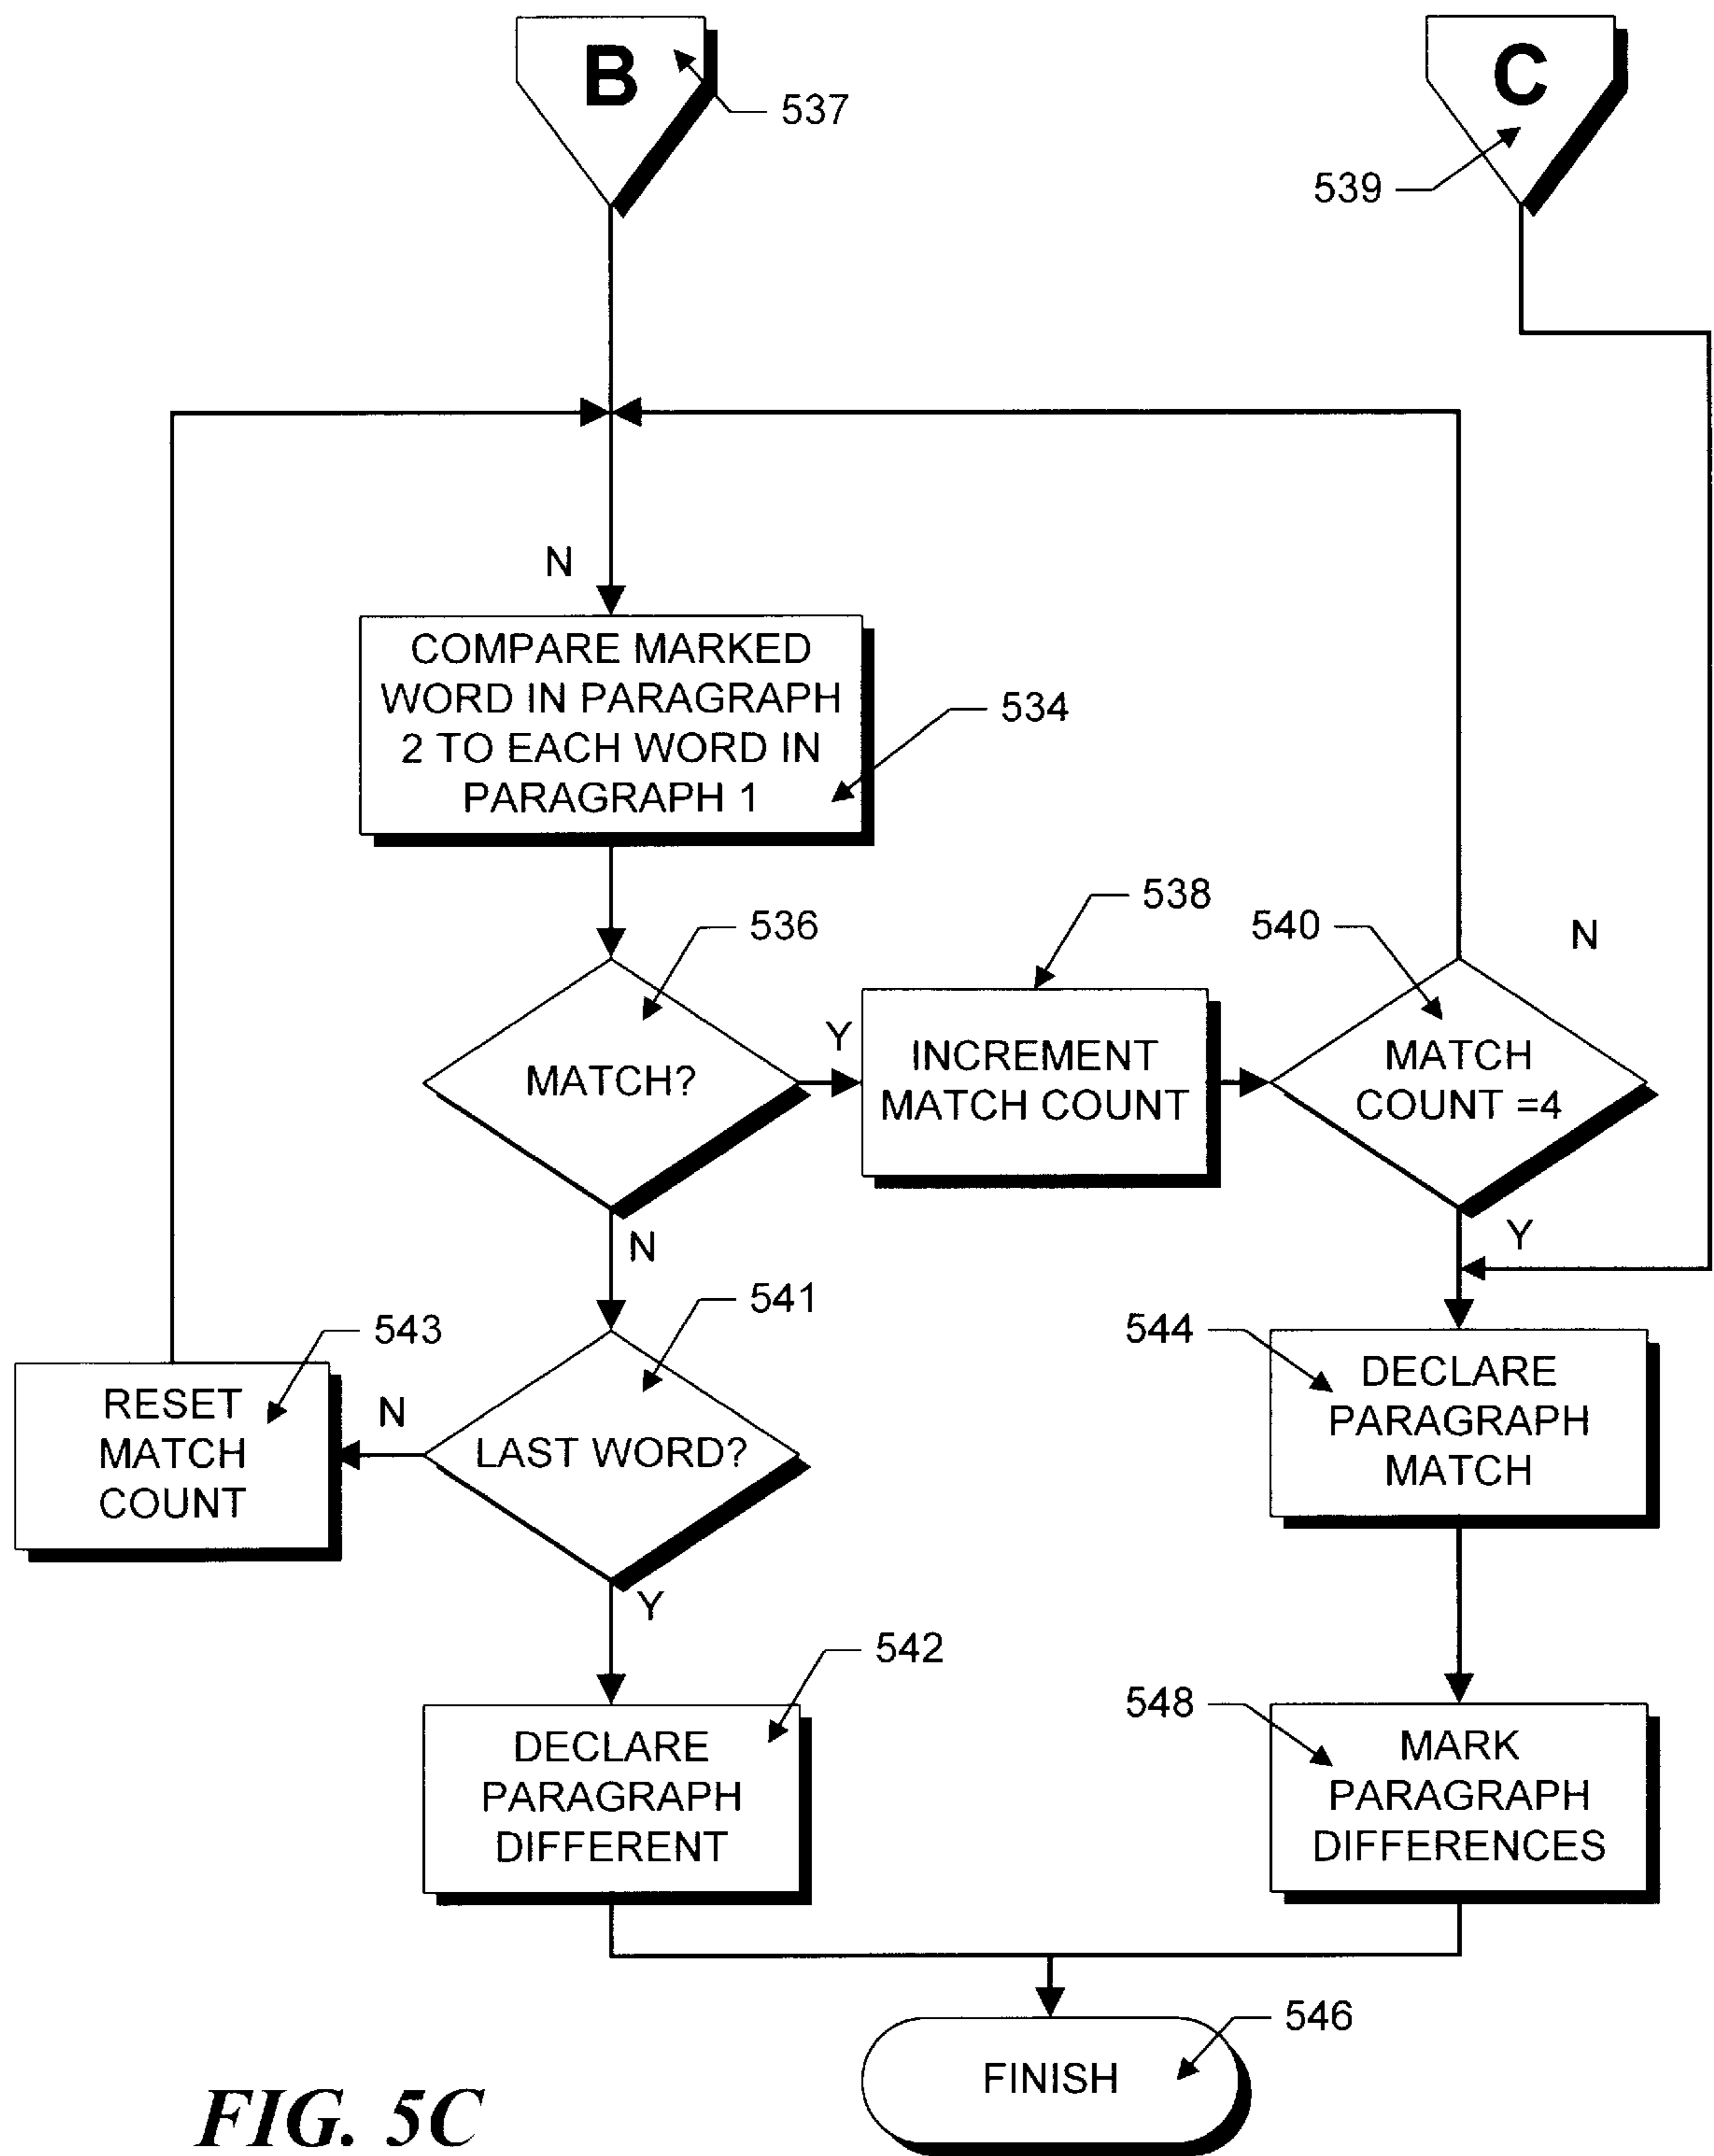 B
537
C
539
N
COMPARE MARKED
WORD IN PARAGRAPH
2 TO EACH WORD IN
PARAGRAPH 1
534
536
MATCH?
Y
538
INCREMENT
MATCH COUNT
540
N
MATCH
COUNT =4
Y
N
541
LAST WORD?
N
543
RESET
MATCH
COUNT
544
DECLARE
PARAGRAPH
MATCH
Y
542
DECLARE
PARAGRAPH
DIFFERENT
548
MARK
PARAGRAPH
DIFFERENCES
546
FINISH
FIG. 5C